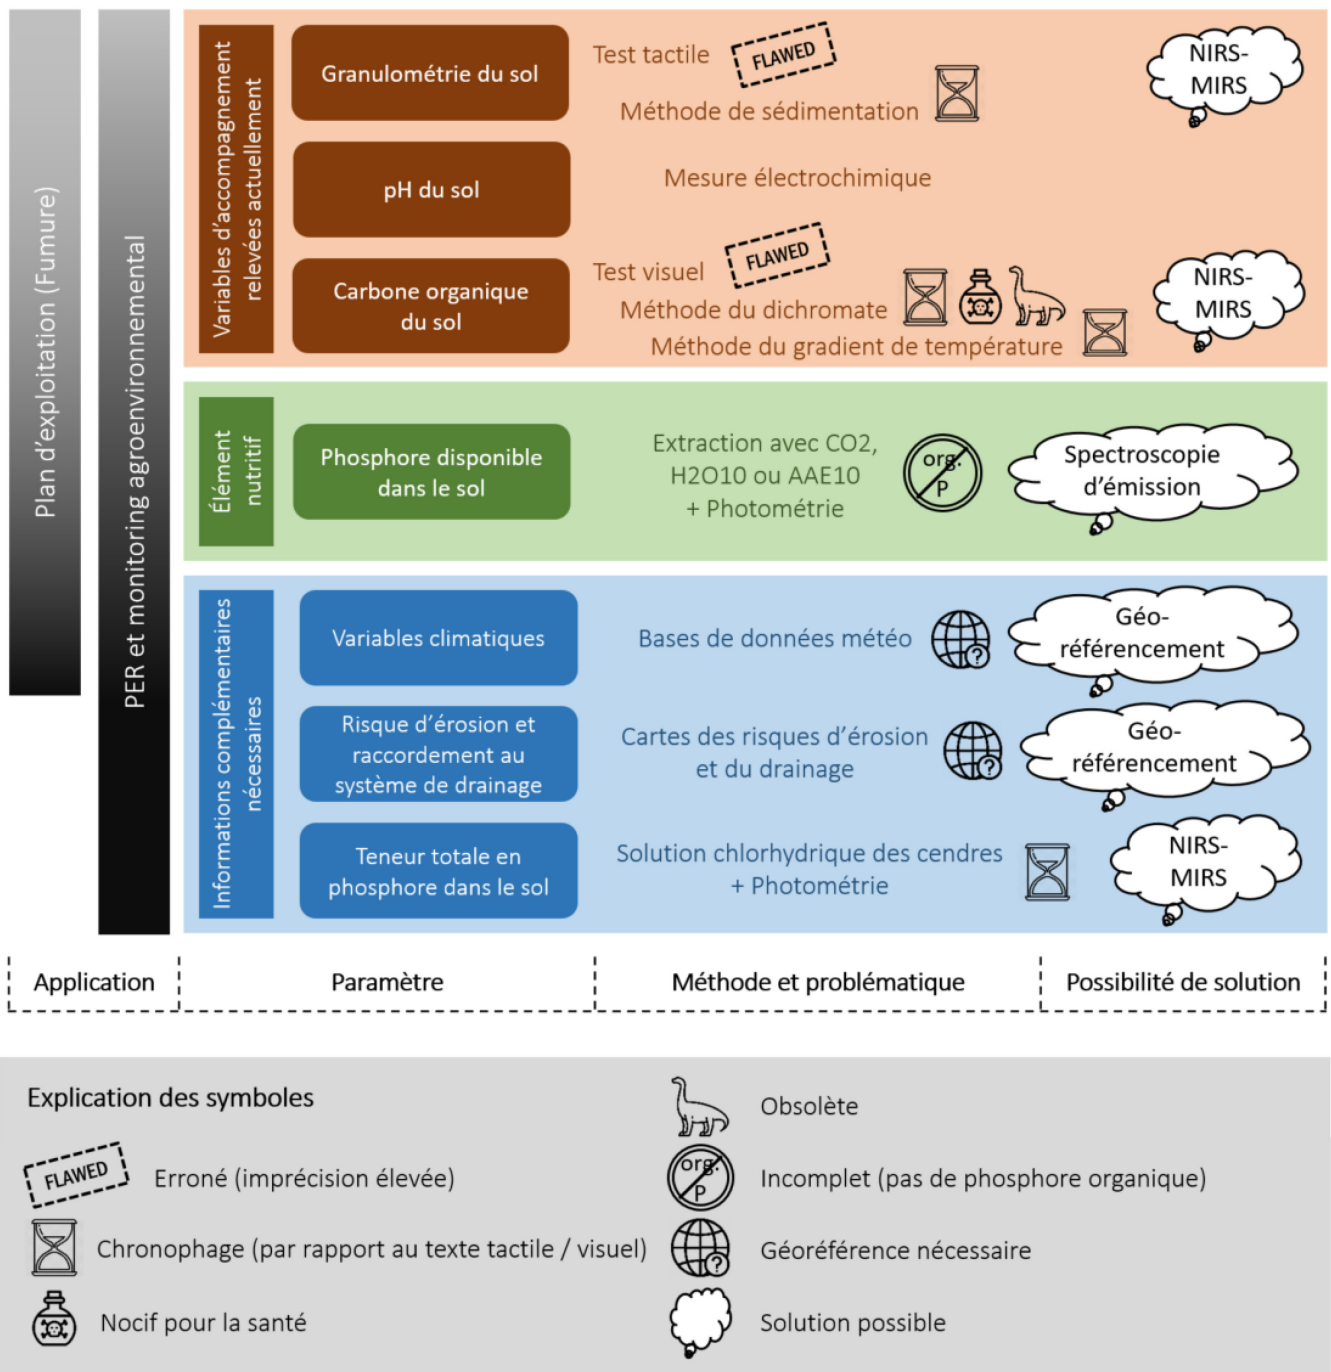 Plan d'exploitation (Fumure)
PER et monitoring agroenvironnemental
Variables d'accompagnement
relevées actuellement
Granulométrie du sol
Test tactile
FLAWED
Méthode de sédimentation
NIRS-
MIRS
pH du sol
Mesure électrochimique
Carbone organique
du sol
Test visuel
FLAWED
Méthode du dichromate
Méthode du gradient de température
NIRS-
MIRS
Élément
nutritif
Phosphore disponible
dans le sol
Extraction avec CO2,
H2O10 ou AAE10
+ Photométrie
org.
P
Spectroscopie
d'émission
Informations complémentaires
nécessaires
Variables climatiques
Bases de données météo
?
Géo-
référencement
Risque d'érosion et
raccordement au
système de drainage
Cartes des risques d'érosion
et du drainage
?
Géo-
référencement
Teneur totale en
phosphore dans le sol
Solution chlorhydrique des cendres
+ Photométrie
NIRS-
MIRS
Application
Paramètre
Méthode et problématique
Possibilité de solution
Explication des symboles
FLAWED
Erroné (imprécision élevée)
Chronophage (par rapport au texte tactile / visuel)
Nocif pour la santé
Obsolète
org.
P
Incomplet (pas de phosphore organique)
?
Géoréférence nécessaire
Solution possible